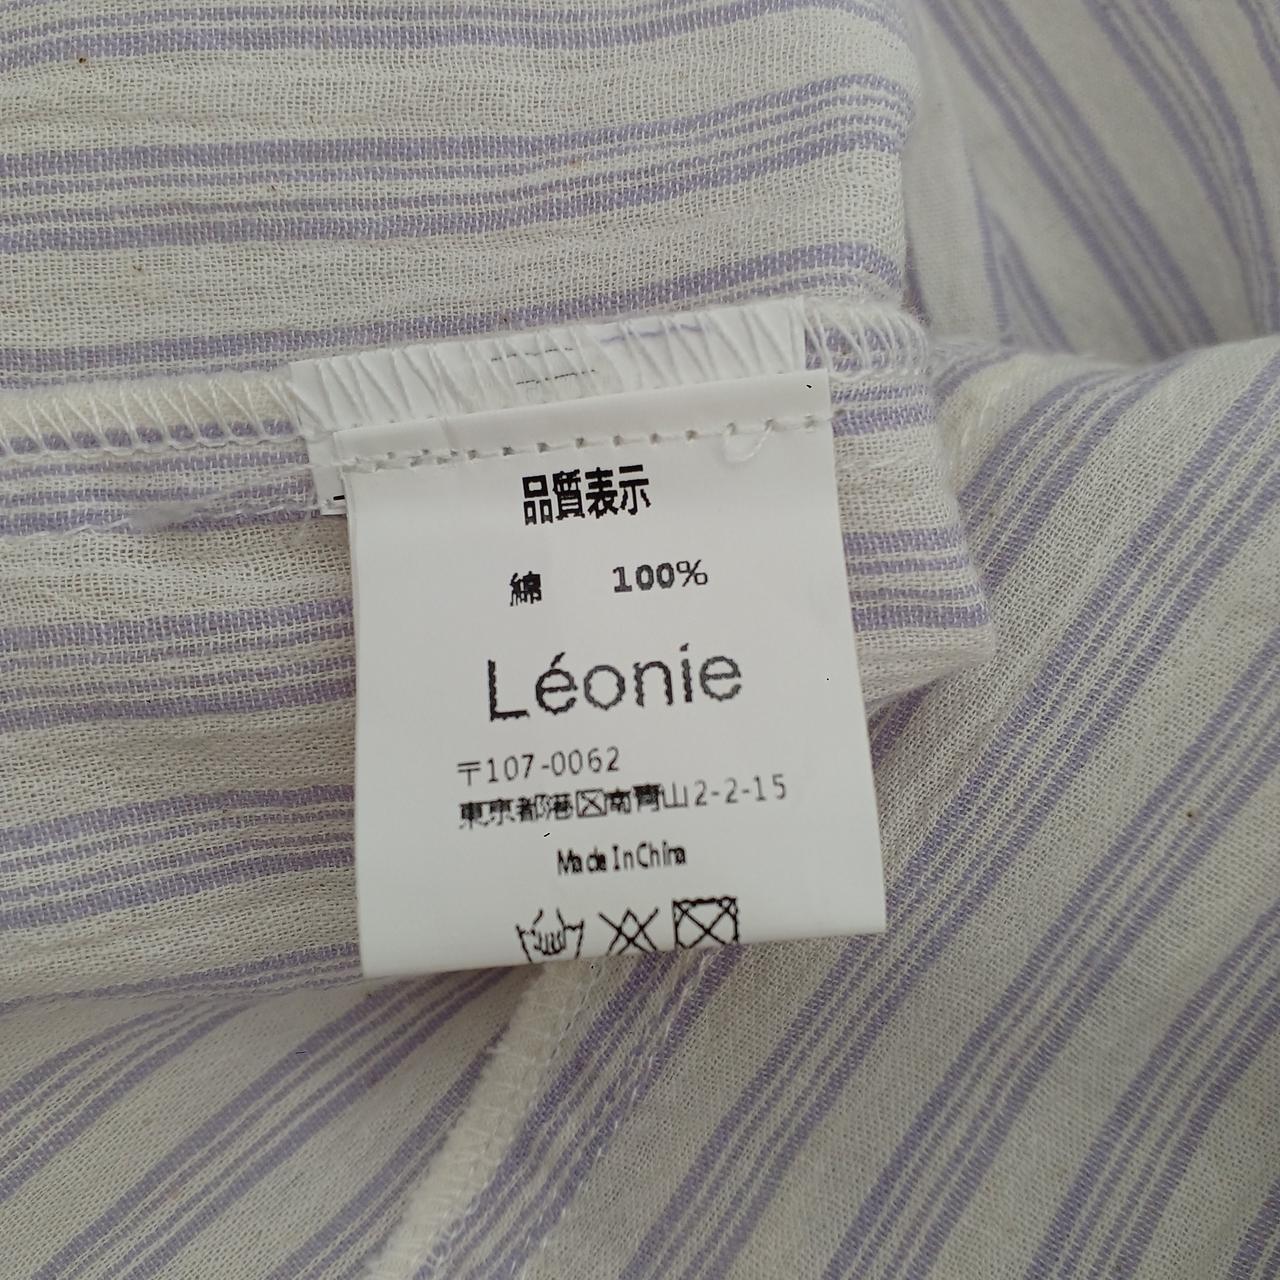 品質表示
綿 100%
Léonie
〒107-0062
東京都港区南青山2-2-15
Made In China